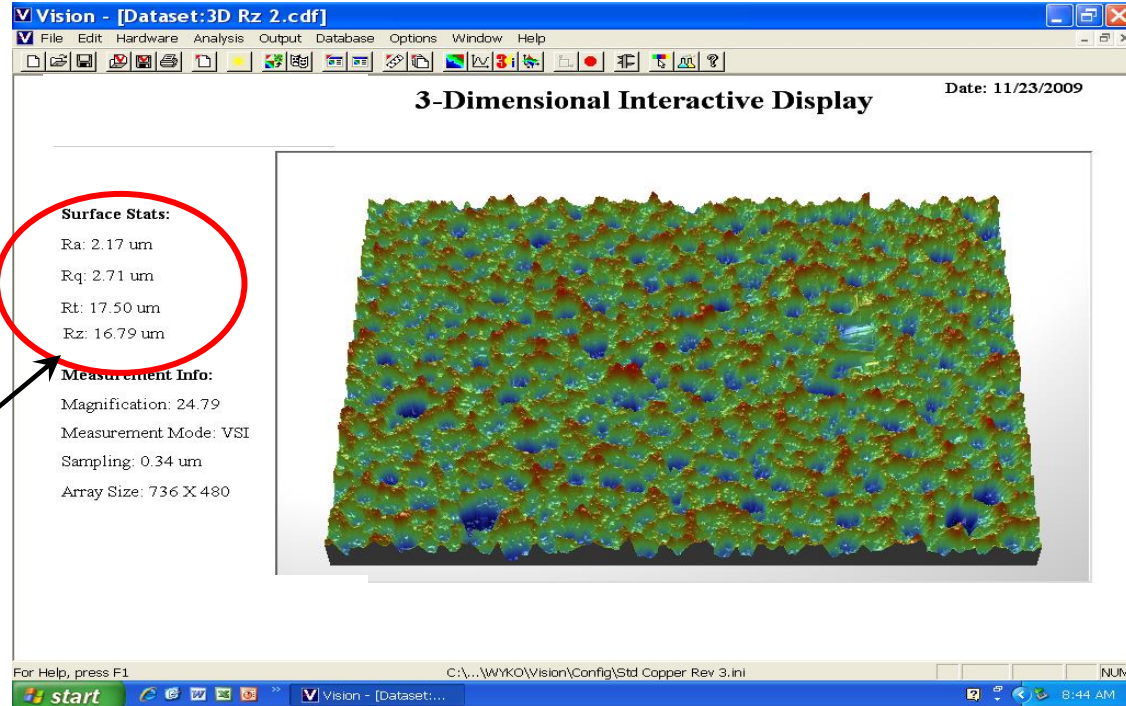 Vision - [Dataset:3D Rz 2.cdf]
File Edit Hardware Analysis Output Database Options Window Help
3-Dimensional Interactive Display
Date: 11/23/2009
Surface Stats:
Ra: 2.17 um
Rq: 2.71 um
Rt: 17.50 um
Rz: 16.79 um
Measurement Info:
Magnification: 24.79
Measurement Mode: VSI
Sampling: 0.34 um
Array Size: 736 X 480
For Help, press F1
C:\...\WYKO\Vision\Config\Std Copper Rev 3.ini
NUM
start
Vision - [Dataset:...
8:44 AM